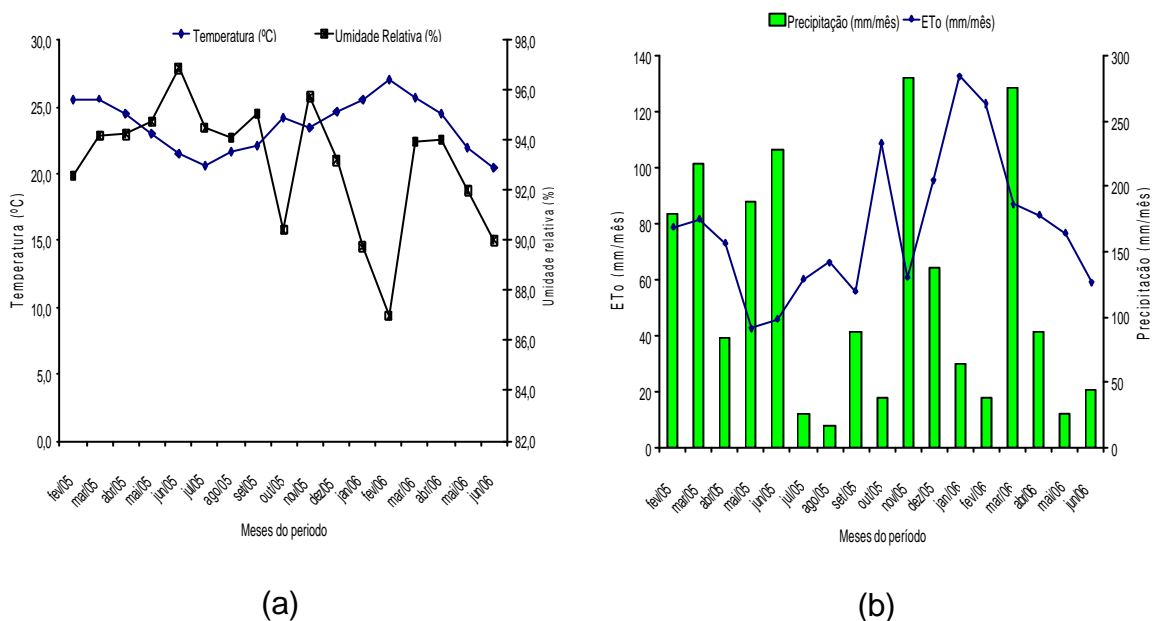 Temperatura (ºC) Umidade Relativa (%)
30,0
25,0
20,0
15,0
10,0
5,0
0,0
98,0
96,0
94,0
92,0
90,0
88,0
86,0
84,0
82,0
Temperatura (ºC)
Umidade relativa (%)
fev/05 mar/05 abr/05 mai/05 jun/05 jul/05 ago/05 set/05 out/05 nov/05 dez/05 jan/06 fev/06 mar/06 abr/06 mai/06 jun/06
Meses do periodo
(a)
Precipitação (mm/mês) ETo (mm/mês)
140
120
100
80
60
40
20
0
300
250
200
150
100
50
0
ETo (mm/mês)
Precipitação (mm/mês)
fev/05 mar/05 abr/05 mai/05 jun/05 jul/05 ago/05 set/05 out/05 nov/05 dez/05 jan/06 fev/06 mar/06 abr/06 mai/06 jun/06
Meses do período
(b)